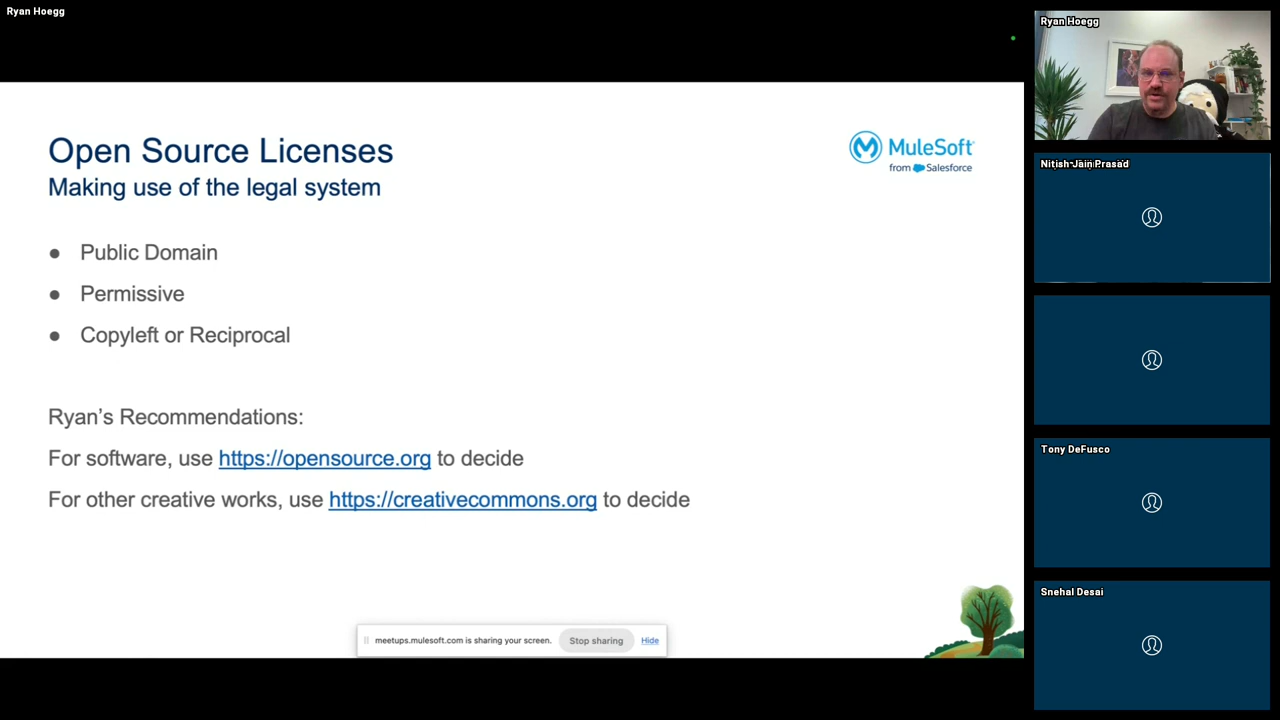 Ryan Hoegg
Open Source Licenses
Making use of the legal system
MuleSoft
from Salesforce
● Public Domain
● Permissive
● Copyleft or Reciprocal
Ryan’s Recommendations:
For software, use https://opensource.org to decide
For other creative works, use https://creativecommons.org to decide
meetups.mulesoft.com is sharing your screen. Stop sharing Hide
Ryan Hoegg
Prasad
Tony DeFusco
Snehal Desai